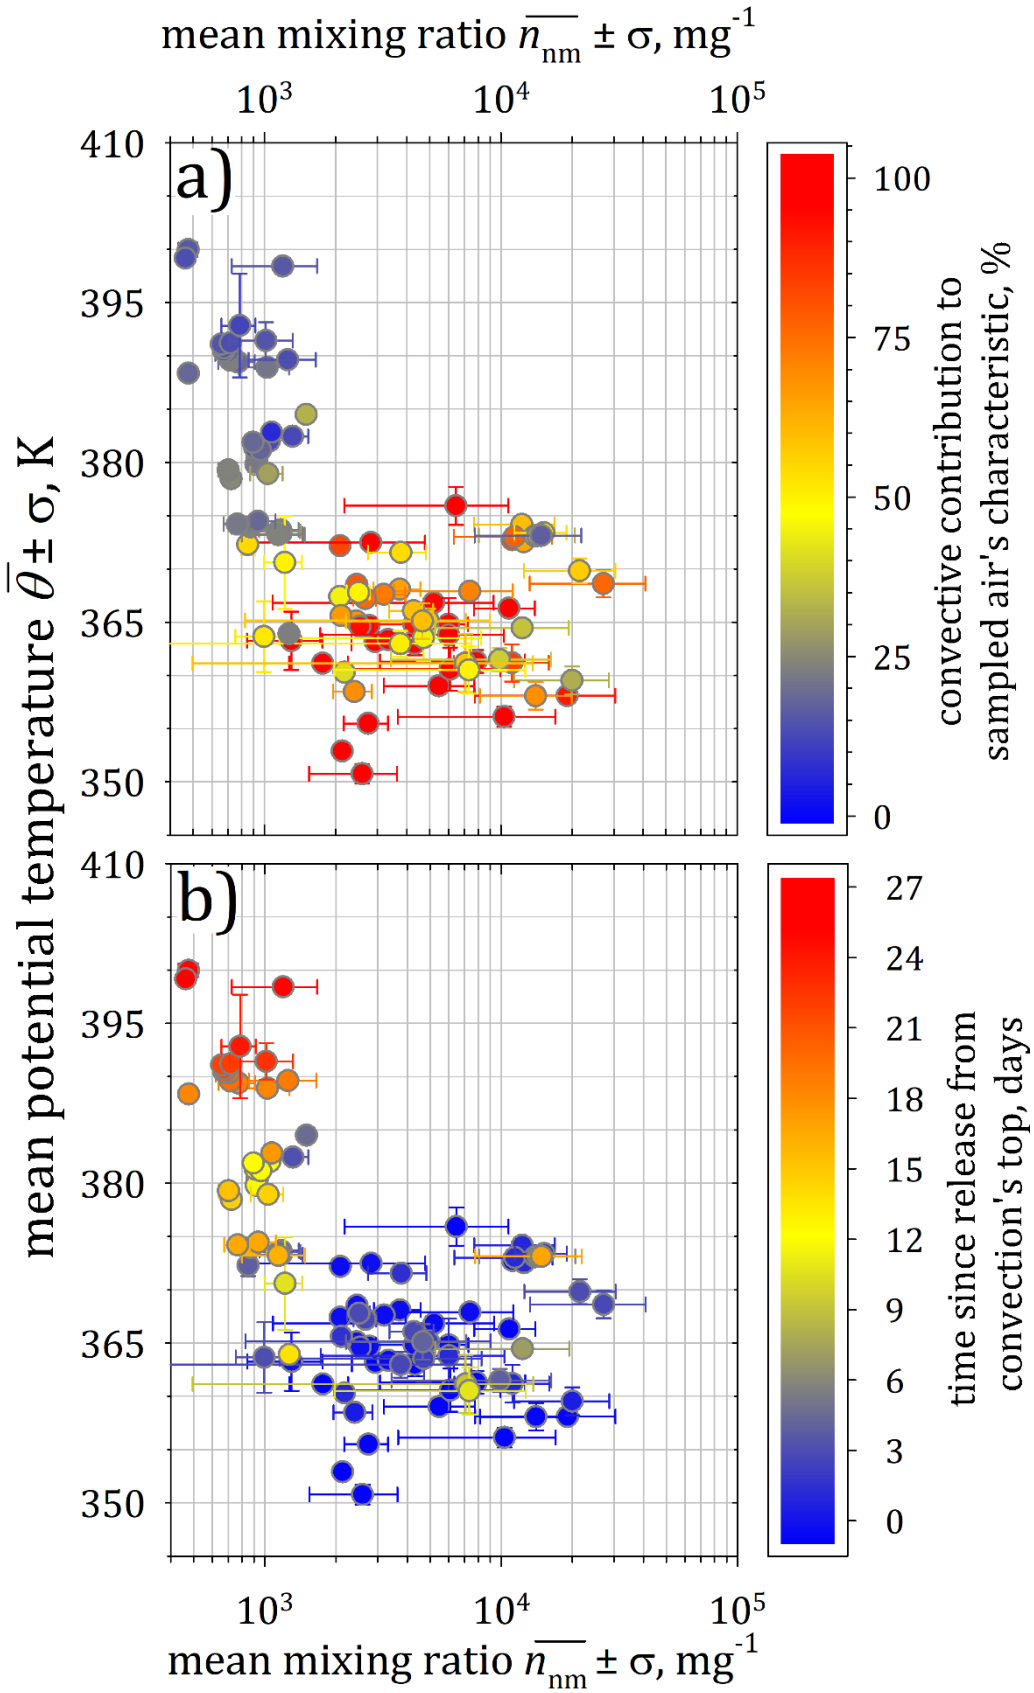 mean mixing ratio n̅ₙₘ ± σ, mg⁻¹
10³ 10⁴ 10⁵
a)
410
395
380
365
350
100
75
50
25
0
convective contribution to
sampled air's characteristic, %
mean potential temperature θ̅ ± σ, K
b)
410
395
380
365
350
27
24
21
18
15
12
9
6
3
0
time since release from
convection's top, days
10³ 10⁴ 10⁵
mean mixing ratio n̅ₙₘ ± σ, mg⁻¹